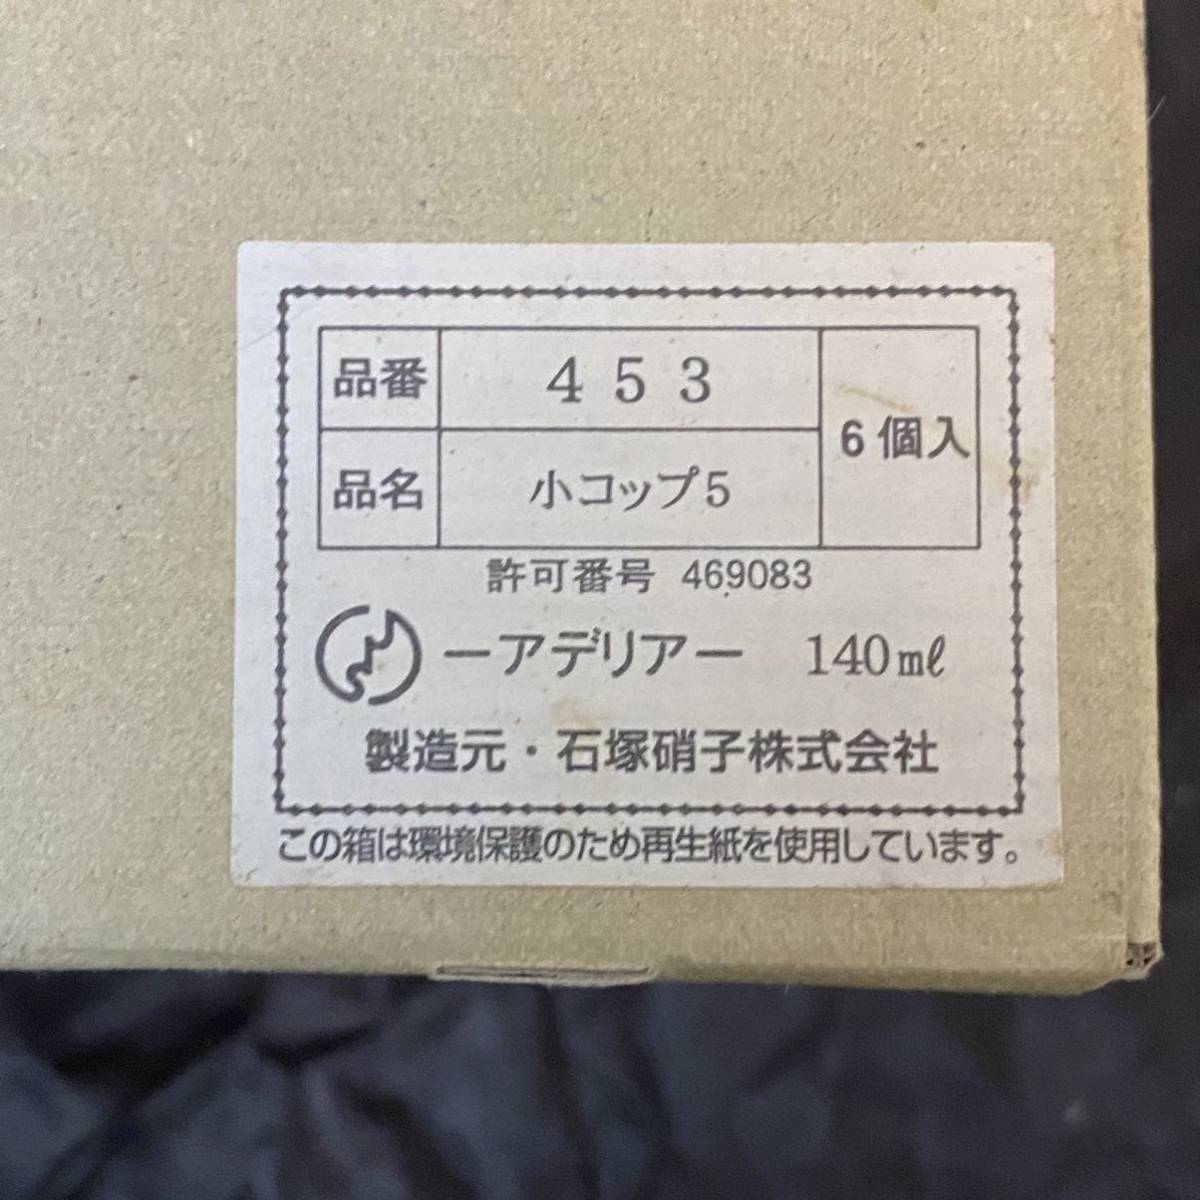 品番 ４５３
6個入
品名 小コップ5
許可番号 469083
ーアデリアー 140㎖
製造元・石塚硝子株式会社
この箱は環境保護のため再生紙を使用しています。